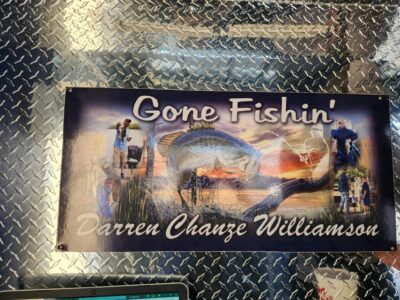 Gone Fishin'
Darren Chanze Williamson